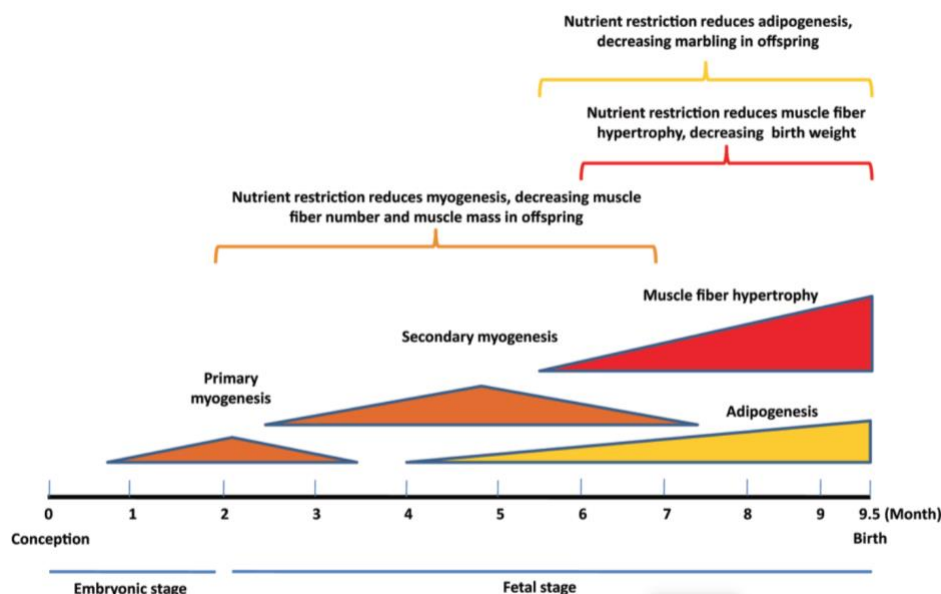 Nutrient restriction reduces adipogenesis,
decreasing marbling in offspring
Nutrient restriction reduces muscle fiber
hypertrophy, decreasing birth weight
Nutrient restriction reduces myogenesis, decreasing muscle
fiber number and muscle mass in offspring
Muscle fiber hypertrophy
Secondary myogenesis
Primary
myogenesis
Adipogenesis
0 1 2 3 4 5 6 7 8 9 9.5 (Month)
Conception Birth
Embryonic stage Fetal stage